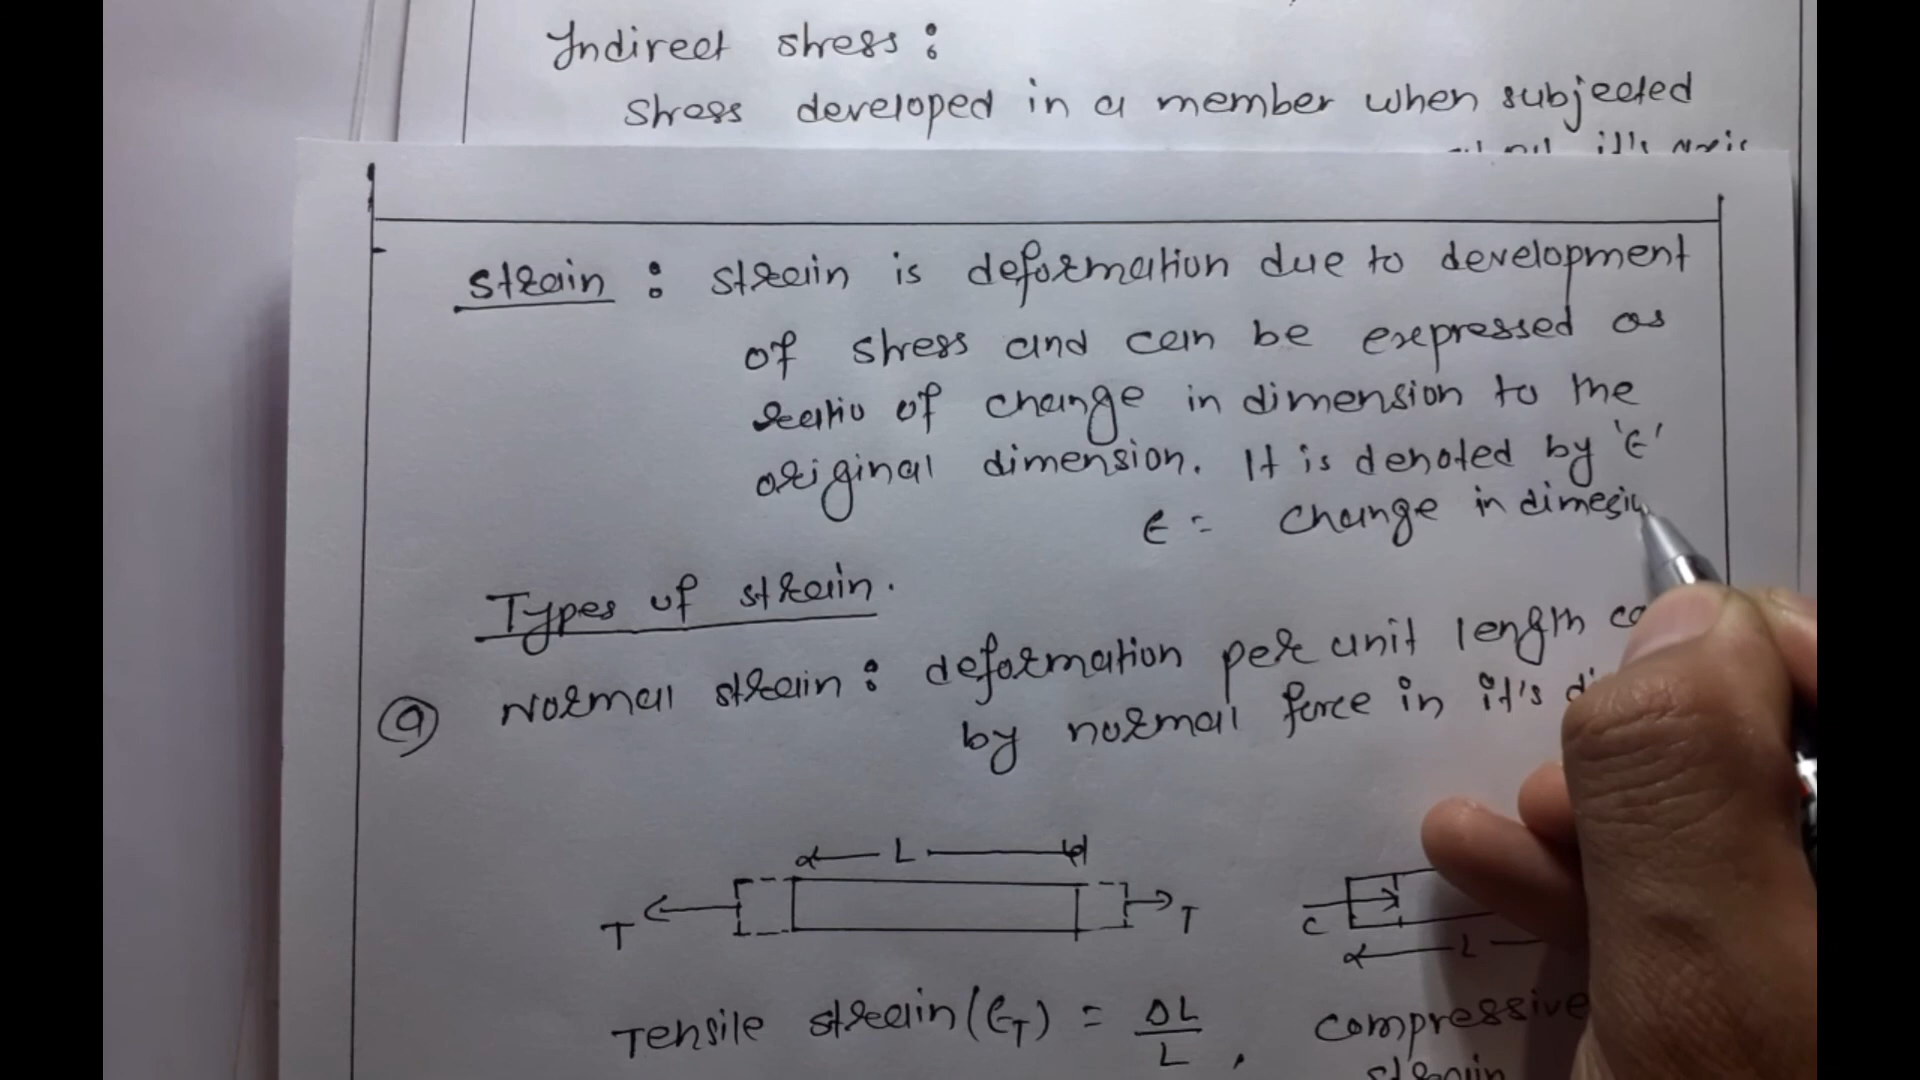 Indirect stress :
Stress developed in a member when subjected
Strain : strain is deformation due to development
of stress and can be expressed as
ratio of change in dimension to the
original dimension. It is denoted by 'ϵ'
ϵ = change in dimesi
Types of strain.
(a) Normal strain : deformation per unit length
by normal force in it's
L
T T
C
L
Tensile strain (ϵT) = ΔL/L , compressive
strain